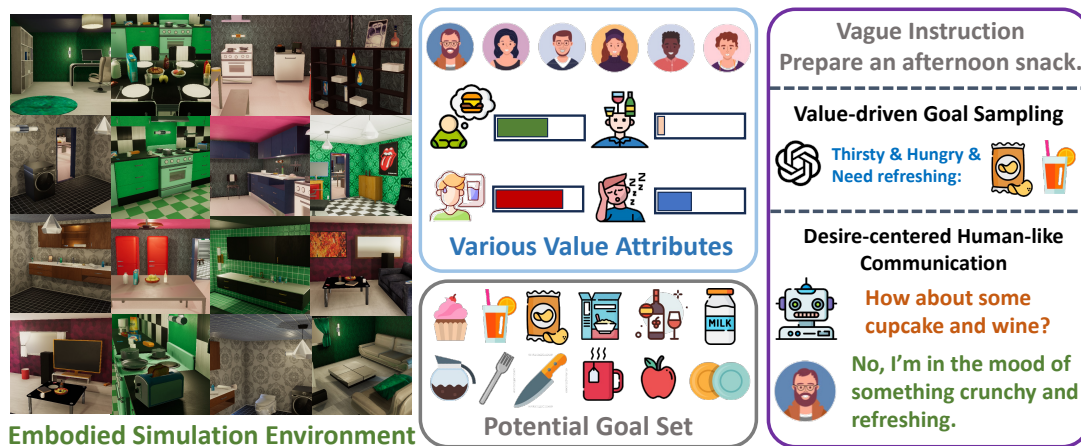 Embodied Simulation Environment
Various Value Attributes
MILK
Potential Goal Set
Vague Instruction
Prepare an afternoon snack.
Value-driven Goal Sampling
Thirsty & Hungry &
Need refreshing:
Desire-centered Human-like
Communication
How about some
cupcake and wine?
No, I'm in the mood of
something crunchy and
refreshing.